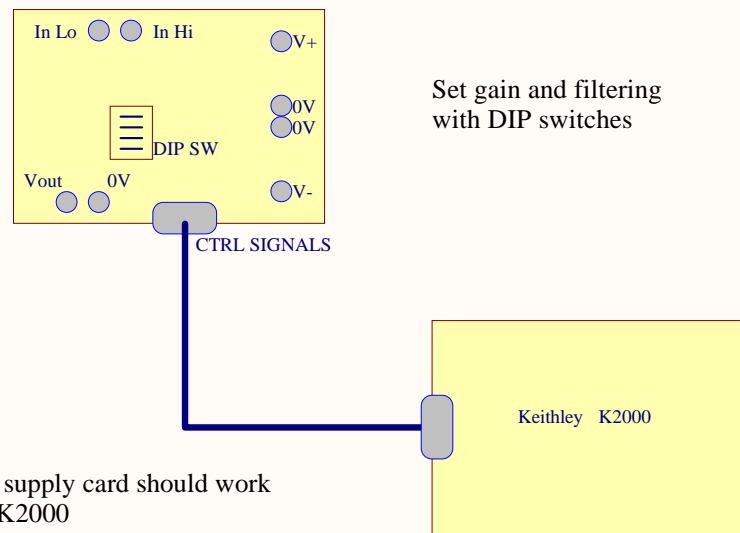 In Lo In Hi
V+
Set gain and filtering
with DIP switches
0V
0V
DIP SW
Vout 0V
V-
CTRL SIGNALS
Keithley K2000
supply card should work
K2000